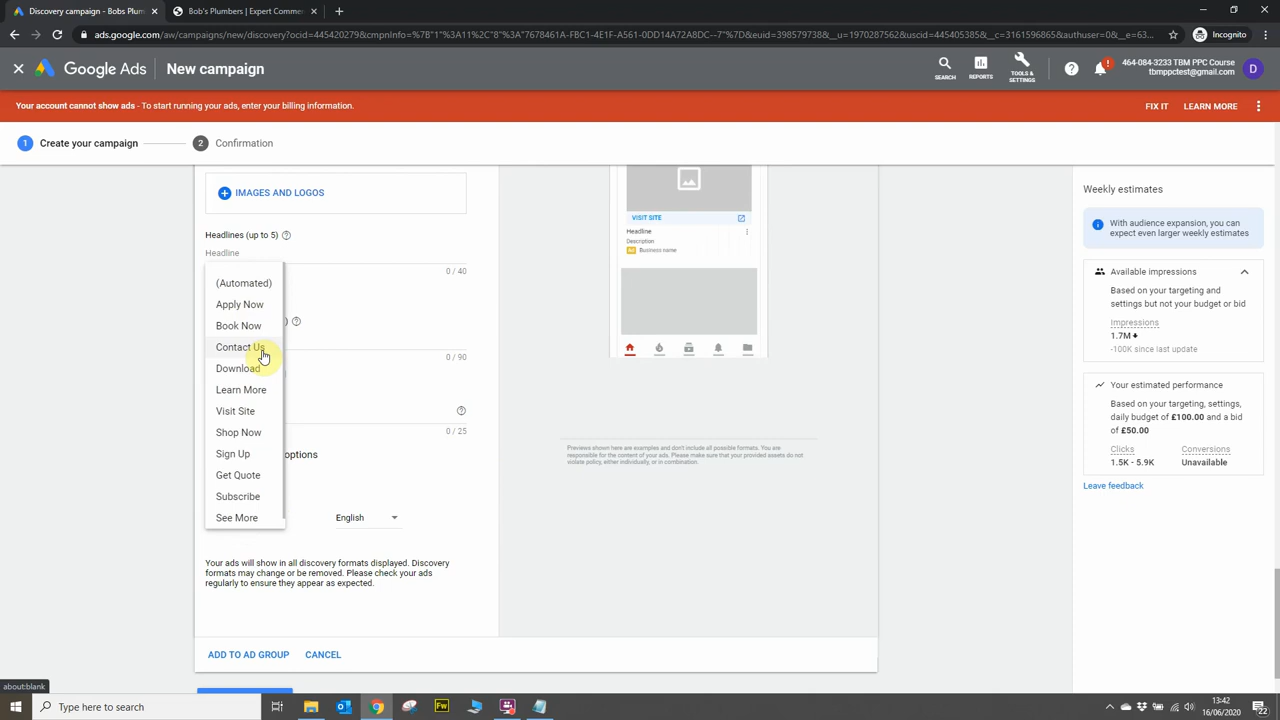 Discovery campaign - Bobs Plum
Bob's Plumbers | Expert Commer
ads.google.com/aw/campaigns/new/discovery?ocid=445420279&cmpnInfo=%7B"1%3A11%2C"8%3A"7678461A-FBC1-4E1F-A561-0DD14A72A8DC--7"%7D&euid=398579738&__u=1970287562&uscid=445405385&__c=3161596865&authuser=0&__e=63...
Incognito
Google Ads
New campaign
SEARCH
REPORTS
TOOLS &
SETTINGS
464-084-3233 TBM PPC Course
tbmppctest@gmail.com
D
Your account cannot show ads - To start running your ads, enter your billing information.
FIX IT
LEARN MORE
1 Create your campaign
2 Confirmation
IMAGES AND LOGOS
Headlines (up to 5)
Headline
0 / 40
(Automated)
Apply Now
Book Now
)
Contact Us
0 / 90
Download
Learn More
Visit Site
Shop Now
0 / 25
Sign Up
options
Get Quote
Subscribe
See More
English
Your ads will show in all discovery formats displayed. Discovery
formats may change or be removed. Please check your ads
regularly to ensure they appear as expected.
ADD TO AD GROUP
CANCEL
VISIT SITE
Headline
Description
Ad Business name
Previews shown here are examples and don't include all possible formats. You are
responsible for the content of your ads. Please make sure that your provided assets do not
violate policy, either individually, or in combination.
Weekly estimates
With audience expansion, you can
expect even larger weekly estimates
Available impressions
Based on your targeting and
settings but not your budget or bid
Impressions
1.7M
-100K since last update
Your estimated performance
Based on your targeting, settings,
daily budget of £100.00 and a bid
of £50.00
Clicks
Conversions
1.5K - 5.9K
Unavailable
Leave feedback
about:blank
Type here to search
Fw
13:42
16/06/2020
22